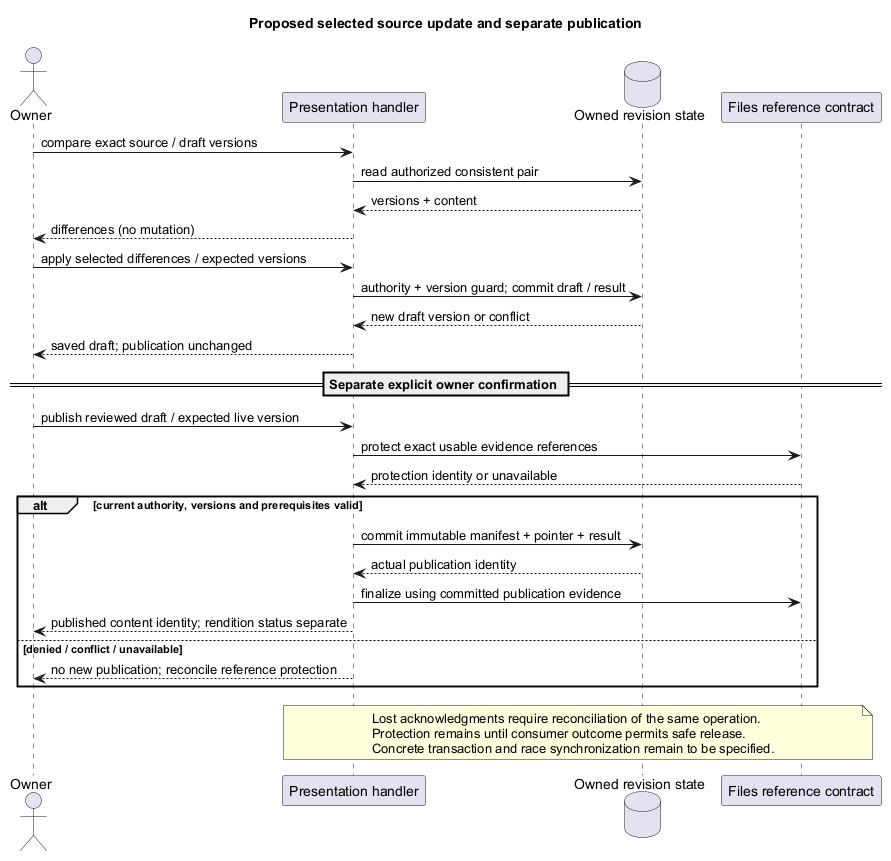 Proposed selected source update and separate publication
Owner
Presentation handler
Owned revision state
Files reference contract
compare exact source / draft versions
read authorized consistent pair
versions + content
differences (no mutation)
apply selected differences / expected versions
authority + version guard; commit draft / result
new draft version or conflict
saved draft; publication unchanged
Separate explicit owner confirmation
publish reviewed draft / expected live version
protect exact usable evidence references
protection identity or unavailable
alt [current authority, versions and prerequisites valid]
commit immutable manifest + pointer + result
actual publication identity
finalize using committed publication evidence
published content identity; rendition status separate
[denied / conflict / unavailable]
no new publication; reconcile reference protection
Lost acknowledgments require reconciliation of the same operation.
Protection remains until consumer outcome permits safe release.
Concrete transaction and race synchronization remain to be specified.
Owner
Presentation handler
Owned revision state
Files reference contract